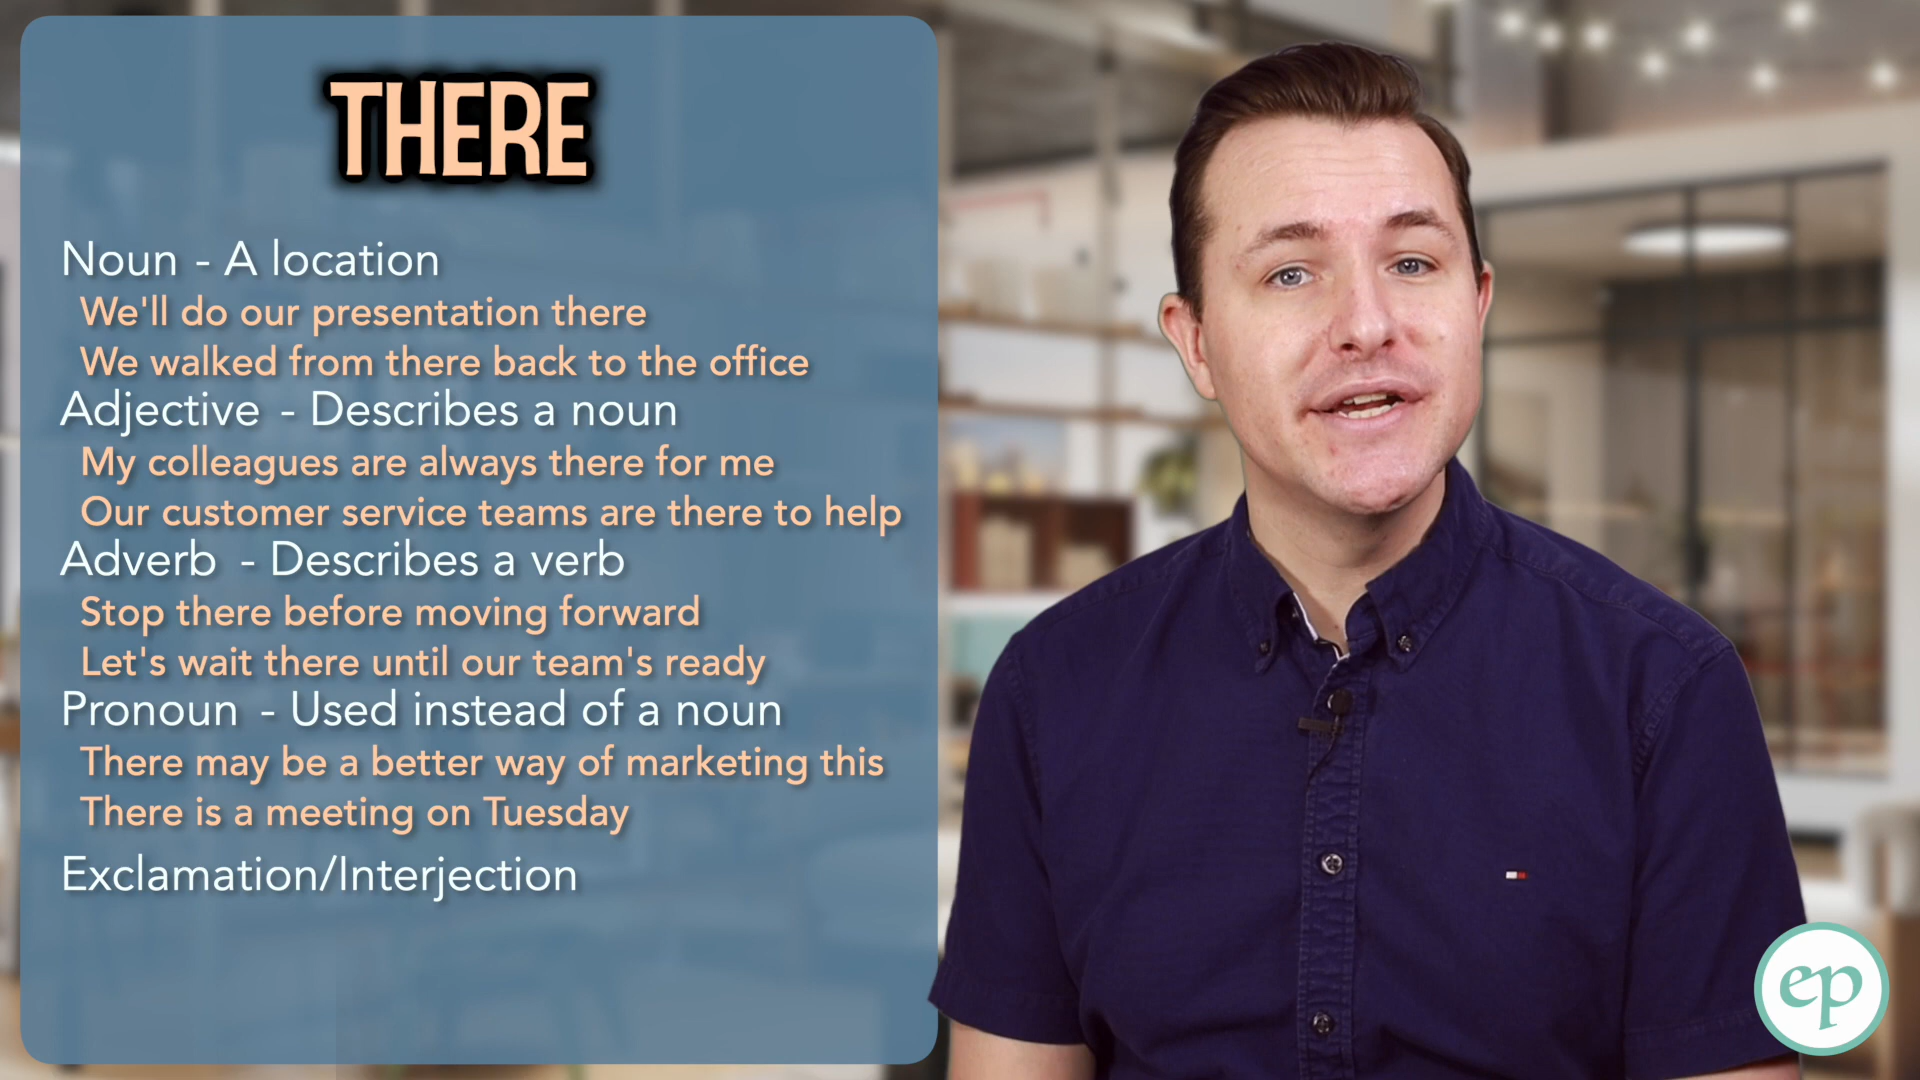 THERE
Noun - A location
We'll do our presentation there
We walked from there back to the office
Adjective - Describes a noun
My colleagues are always there for me
Our customer service teams are there to help
Adverb - Describes a verb
Stop there before moving forward
Let's wait there until our team's ready
Pronoun - Used instead of a noun
There may be a better way of marketing this
There is a meeting on Tuesday
Exclamation/Interjection
ep